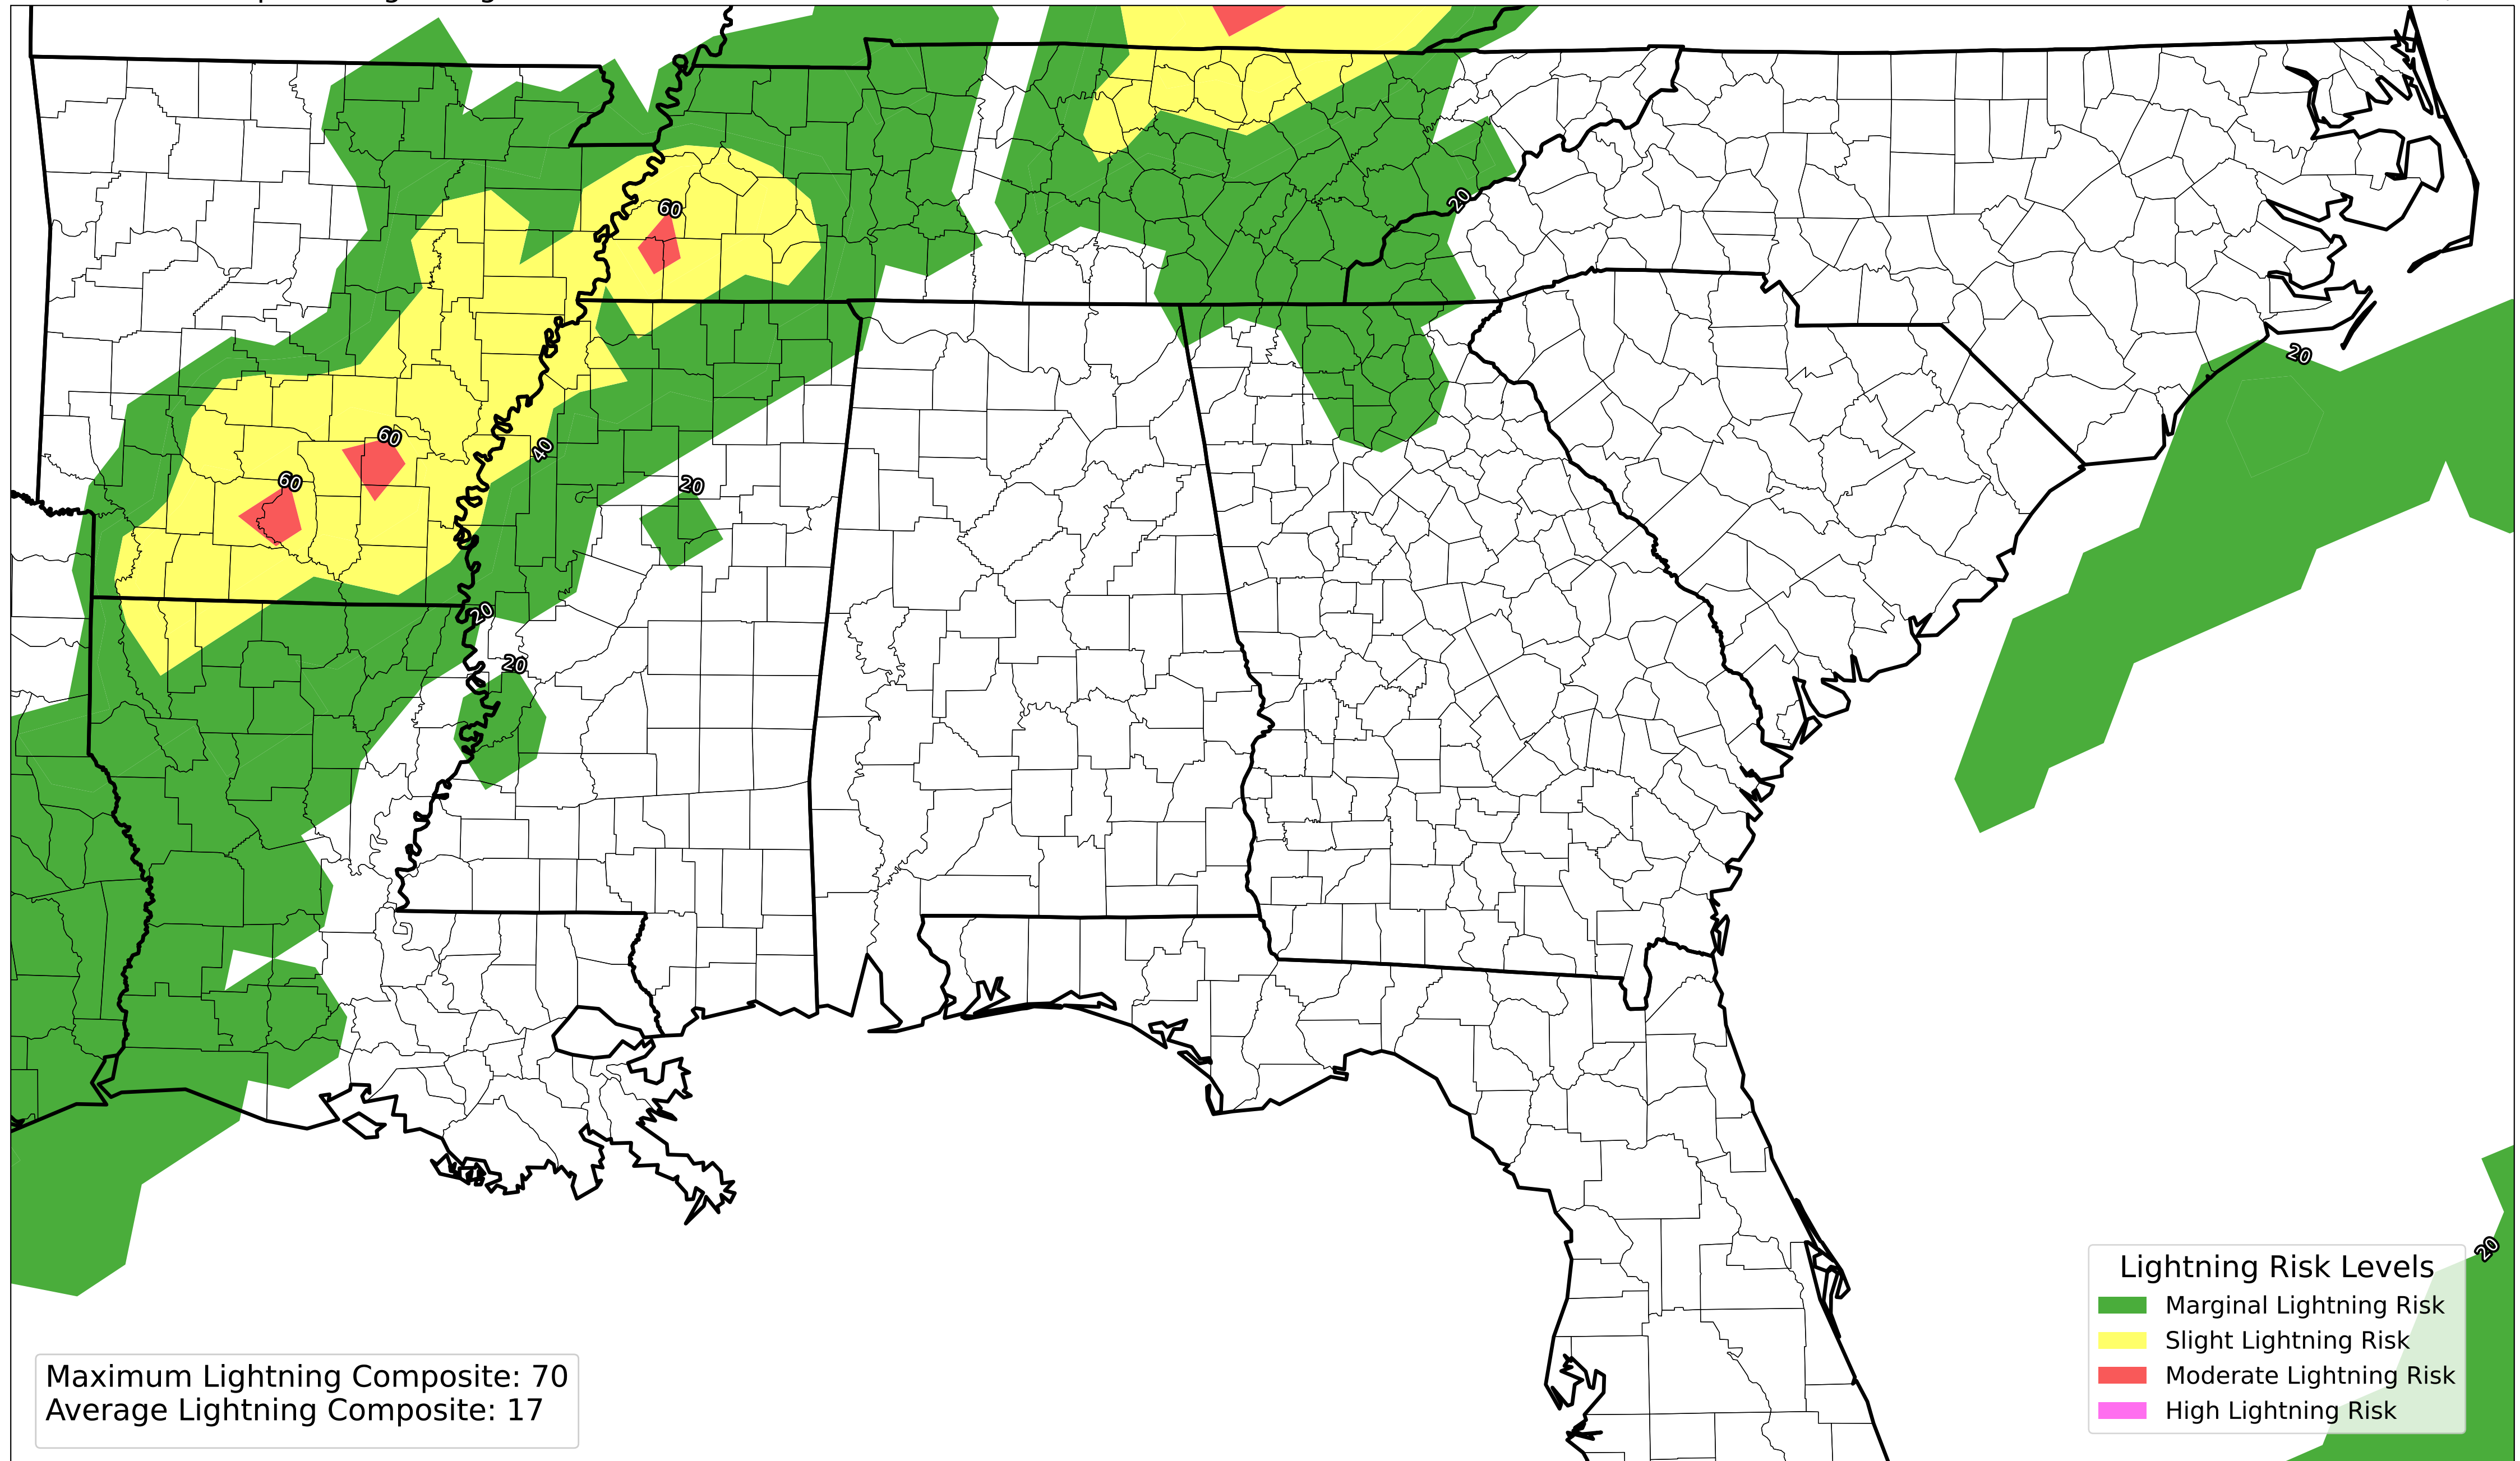 60
20
20
60
40
60
20
20
20
20
Lightning Risk Levels
Marginal Lightning Risk
Slight Lightning Risk
Moderate Lightning Risk
High Lightning Risk
Maximum Lightning Composite: 70
Average Lightning Composite: 17